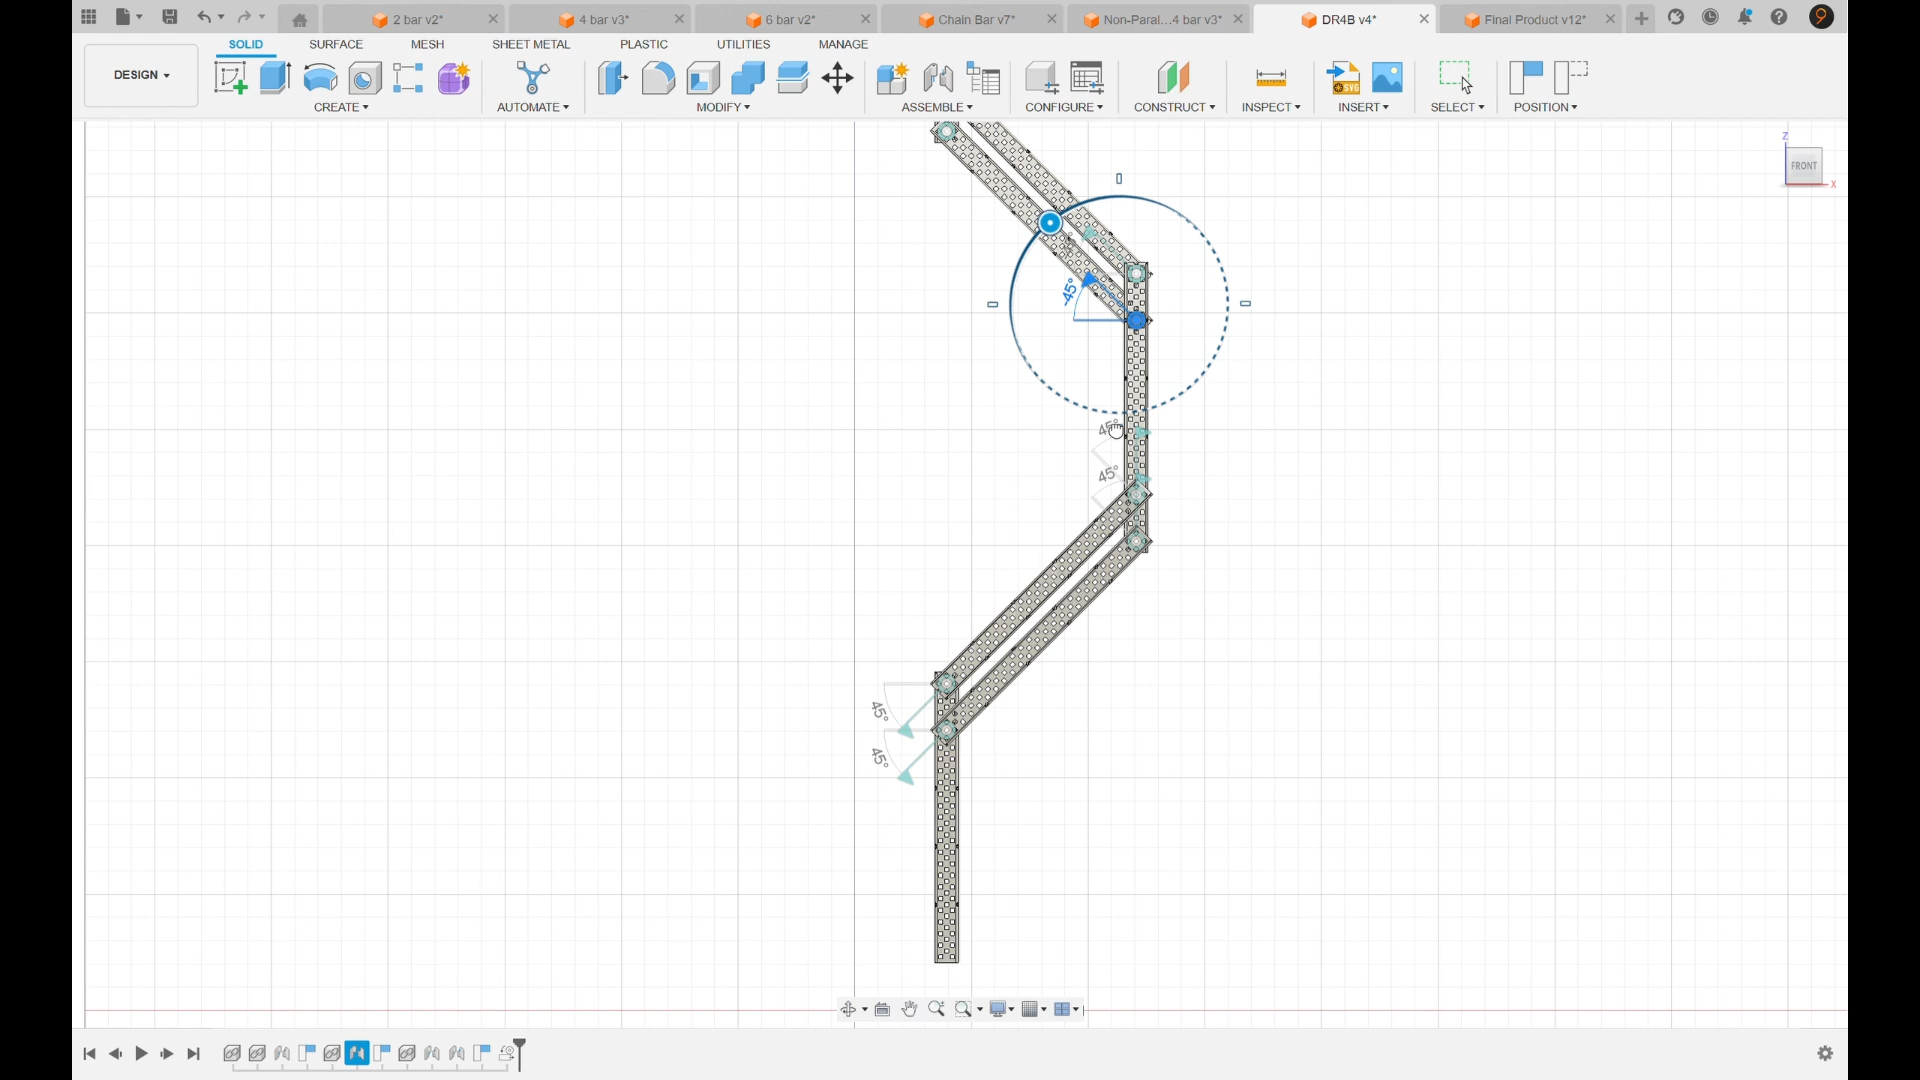 2 bar v2*
4 bar v3*
6 bar v2*
Chain Bar v7*
Non-Paral...4 bar v3*
DR4B v4*
Final Product v12*
SOLID
SURFACE
MESH
SHEET METAL
PLASTIC
UTILITIES
MANAGE
DESIGN
CREATE
AUTOMATE
MODIFY
ASSEMBLE
CONFIGURE
CONSTRUCT
INSPECT
INSERT
SELECT
POSITION
SVG
Z
FRONT
X
-45°
45°
45°
45°
45°